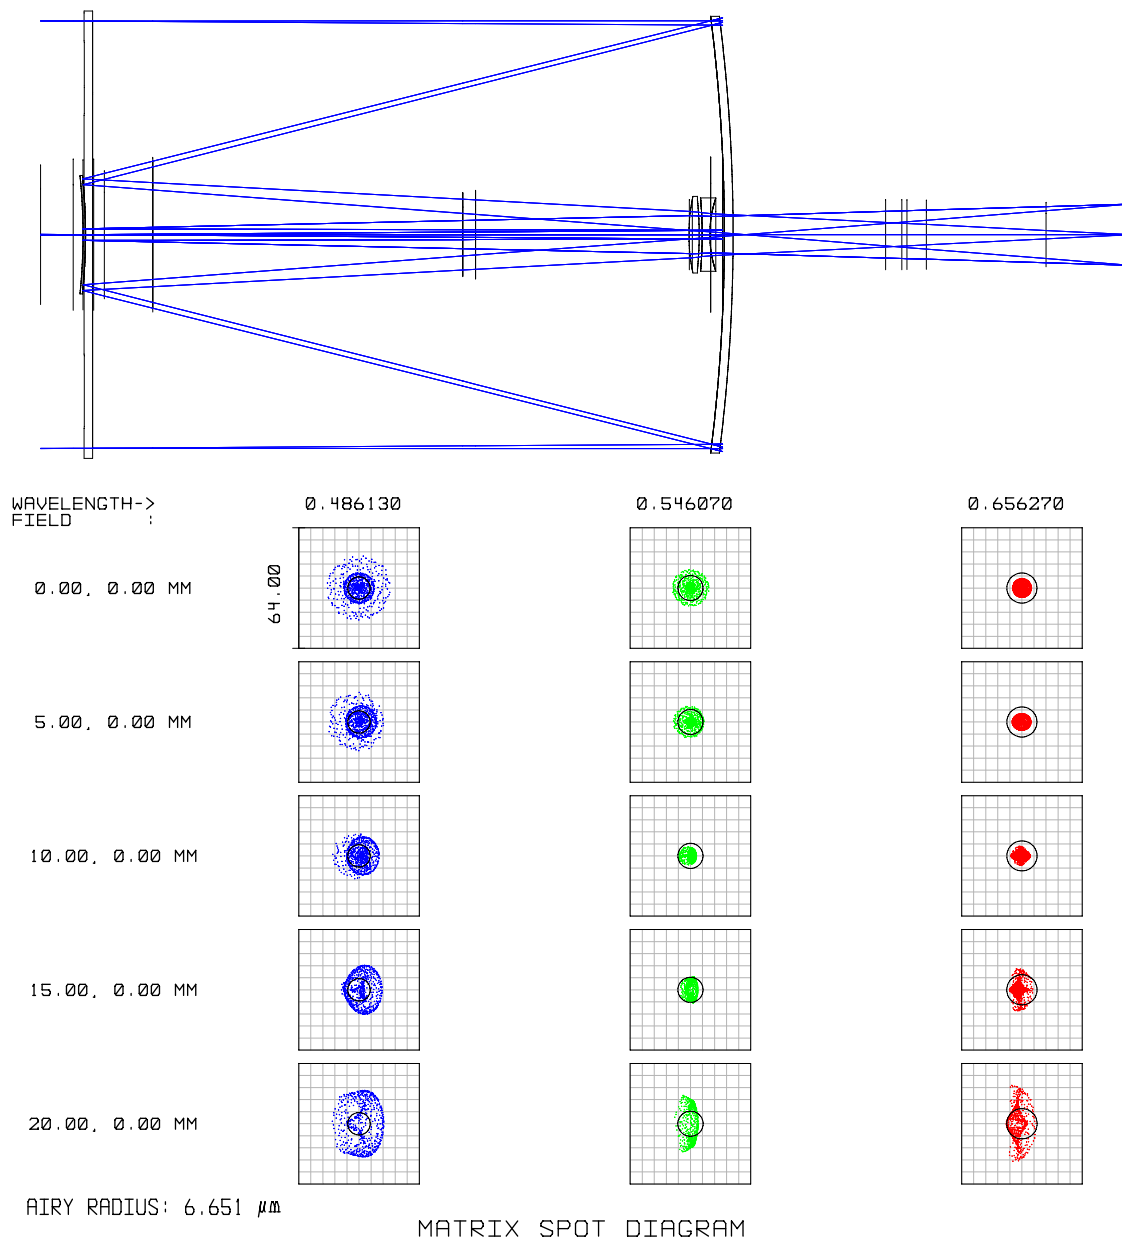 WAVELENGTH-> 0.486130 0.546070 0.656270
FIELD :
0.00, 0.00 MM
64.00
5.00, 0.00 MM
10.00, 0.00 MM
15.00, 0.00 MM
20.00, 0.00 MM
AIRY RADIUS: 6.651 µm
MATRIX SPOT DIAGRAM